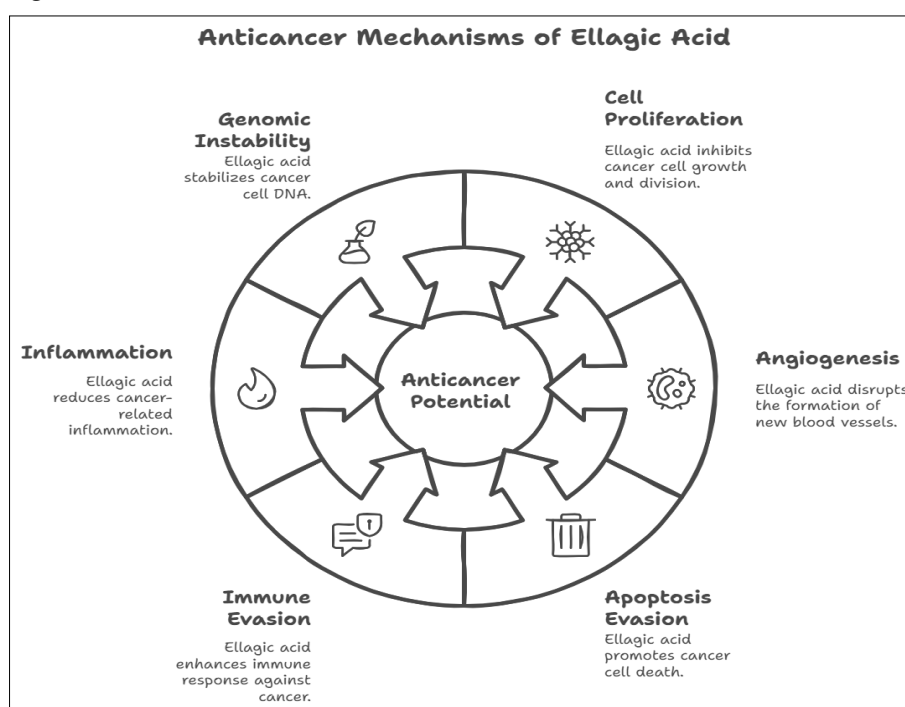 Anticancer Mechanisms of Ellagic Acid
Genomic
Instability
Ellagic acid
stabilizes cancer
cell DNA.
Cell
Proliferation
Ellagic acid inhibits
cancer cell growth
and division.
Inflammation
Ellagic acid
reduces cancer-
related
inflammation.
Anticancer
Potential
Angiogenesis
Ellagic acid disrupts
the formation of
new blood vessels.
Immune
Evasion
Ellagic acid
enhances immune
response against
cancer.
Apoptosis
Evasion
Ellagic acid
promotes cancer
cell death.